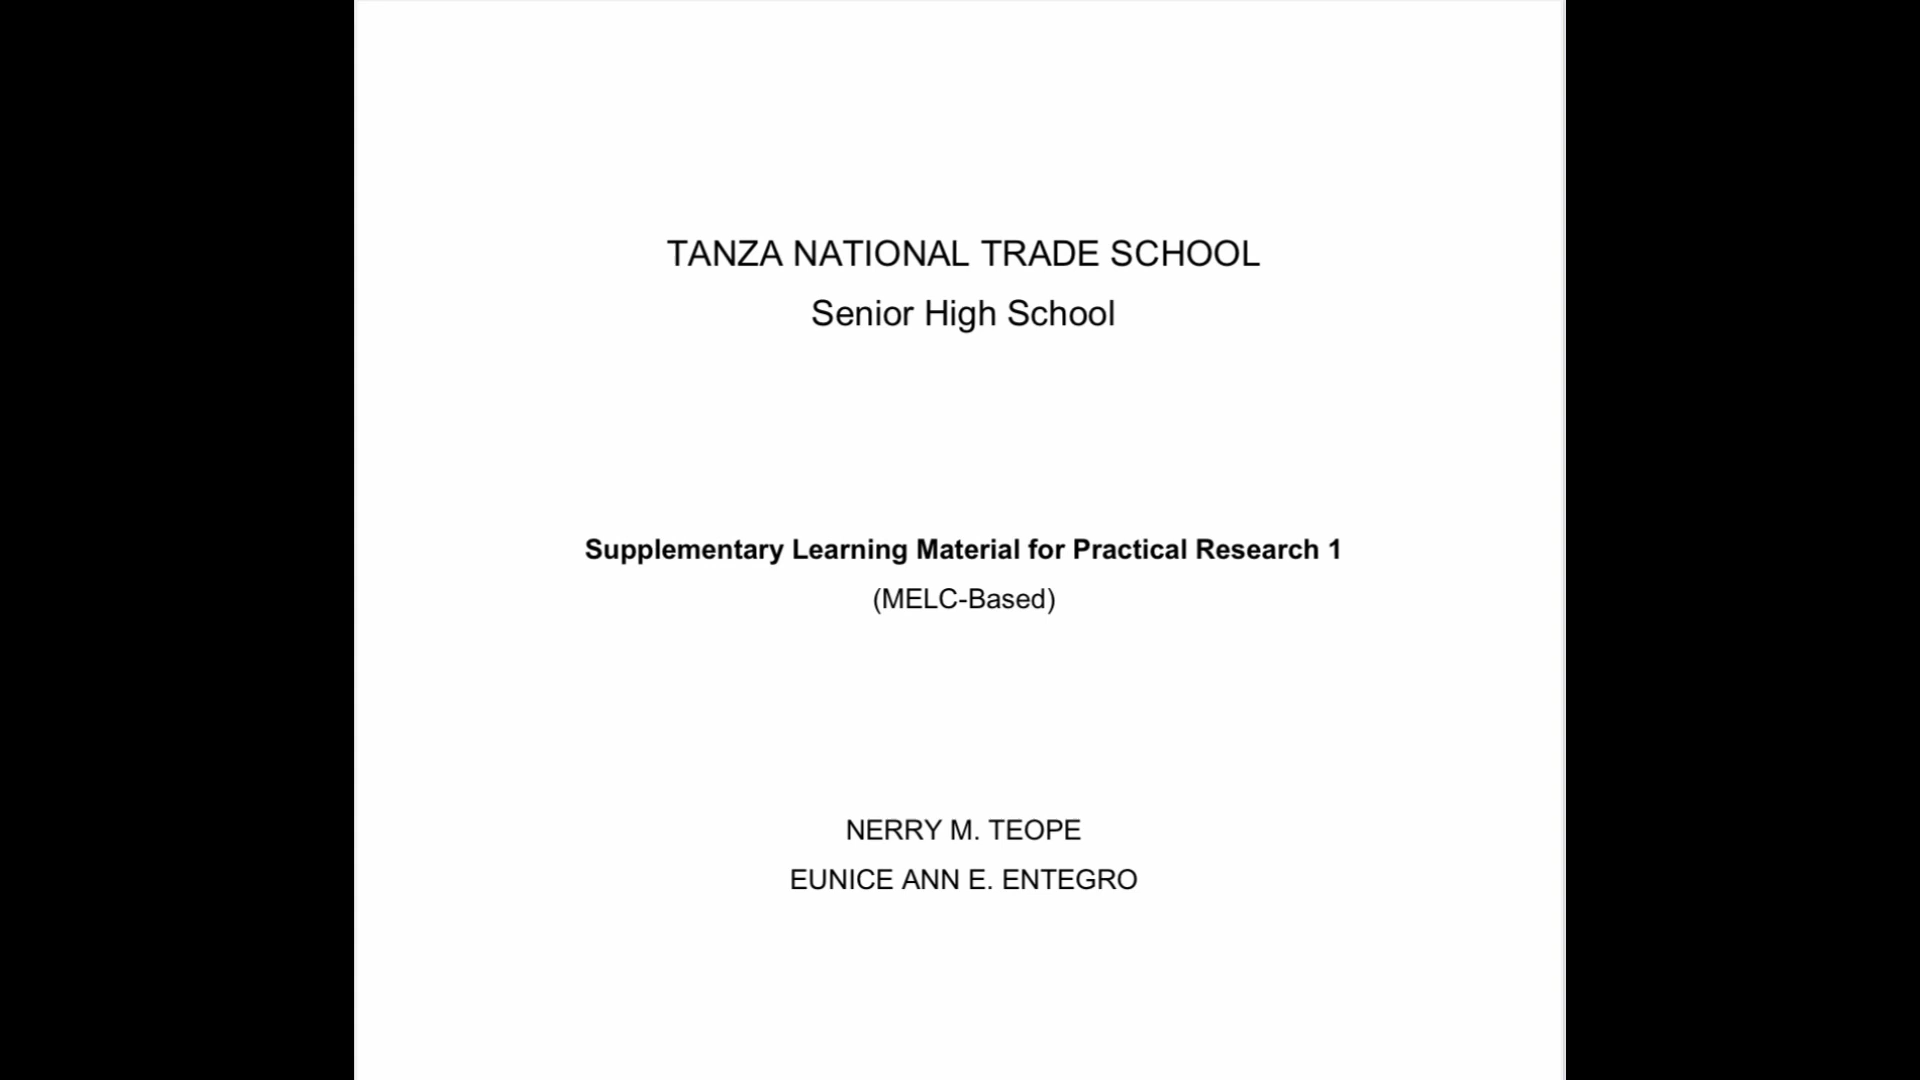 TANZA NATIONAL TRADE SCHOOL
Senior High School
Supplementary Learning Material for Practical Research 1
(MELC-Based)
NERRY M. TEOPE
EUNICE ANN E. ENTEGRO